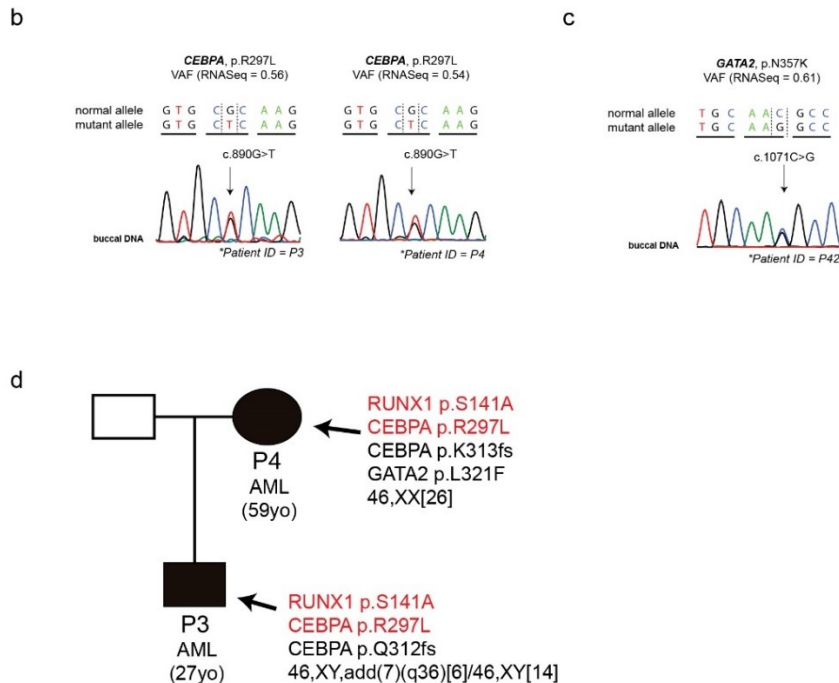 b
CEBPA, p.R297L
VAF (RNASeq = 0.56)
normal allele G T G C G C A A G
mutant allele G T G C T C A A G
c.890G>T
buccal DNA
*Patient ID = P3
CEBPA, p.R297L
VAF (RNASeq = 0.54)
G T G C G C A A G
G T G C T C A A G
c.890G>T
*Patient ID = P4
c
GATA2, p.N357K
VAF (RNASeq = 0.61)
normal allele T G C A A C G C C
mutant allele T G C A A G G C C
c.1071C>G
buccal DNA
*Patient ID = P42
d
P4
AML
(59yo)
RUNX1 p.S141A
CEBPA p.R297L
CEBPA p.K313fs
GATA2 p.L321F
46,XX[26]
P3
AML
(27yo)
RUNX1 p.S141A
CEBPA p.R297L
CEBPA p.Q312fs
46,XY,add(7)(q36)[6]/46,XY[14]